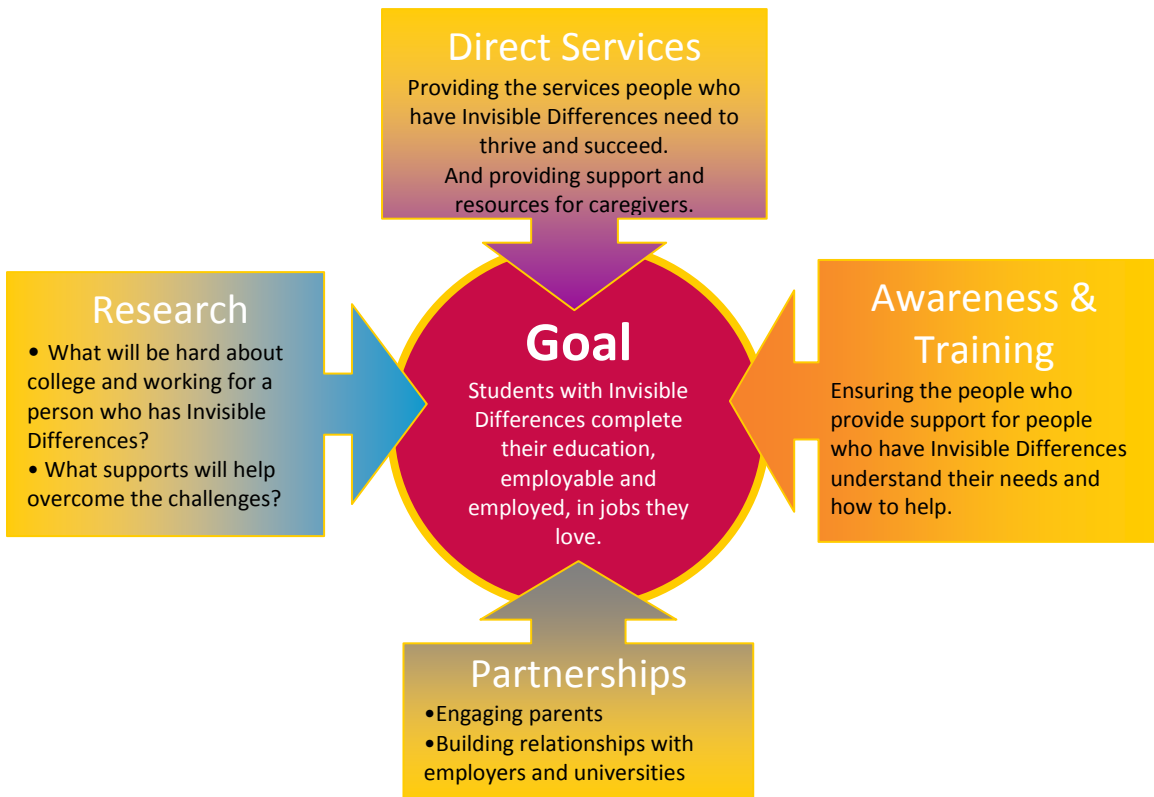 Direct Services
Providing the services people who
have Invisible Differences need to
thrive and succeed.
And providing support and
resources for caregivers.
Research
• What will be hard about
college and working for a
person who has Invisible
Differences?
• What supports will help
overcome the challenges?
Goal
Students with Invisible
Differences complete
their education,
employable and
employed, in jobs they
love.
Awareness &
Training
Ensuring the people who
provide support for people
who have Invisible Differences
understand their needs and
how to help.
Partnerships
•Engaging parents
•Building relationships with
employers and universities